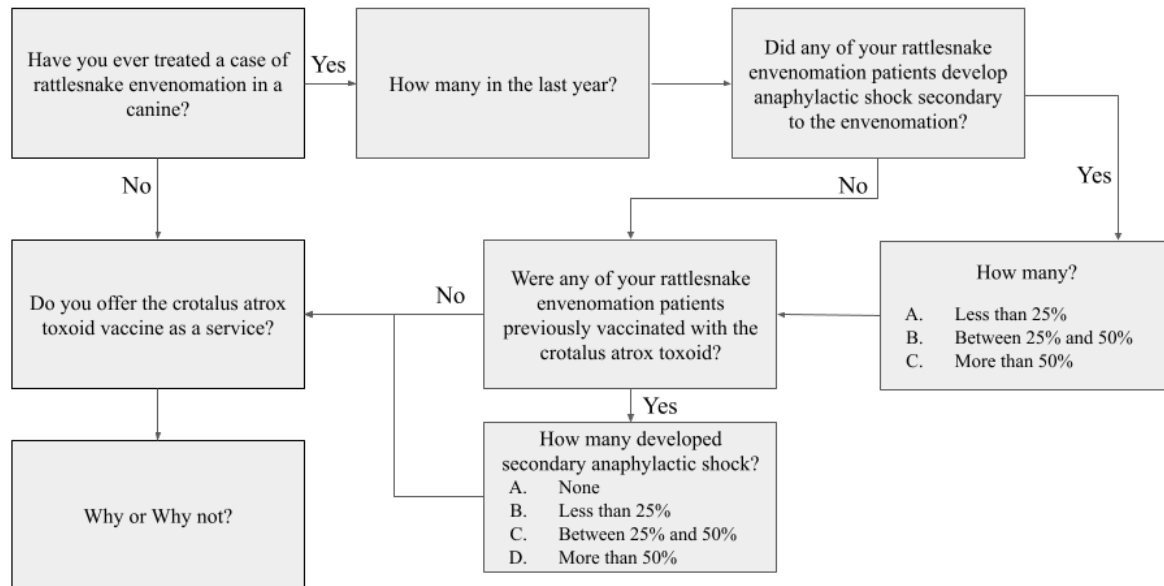 Have you ever treated a case of
rattlesnake envenomation in a
canine?
Yes
How many in the last year?
Did any of your rattlesnake
envenomation patients develop
anaphylactic shock secondary
to the envenomation?
No
No
Yes
Do you offer the crotalus atrox
toxoid vaccine as a service?
No
Were any of your rattlesnake
envenomation patients
previously vaccinated with the
crotalus atrox toxoid?
How many?
A. Less than 25%
B. Between 25% and 50%
C. More than 50%
Yes
Why or Why not?
How many developed
secondary anaphylactic shock?
A. None
B. Less than 25%
C. Between 25% and 50%
D. More than 50%